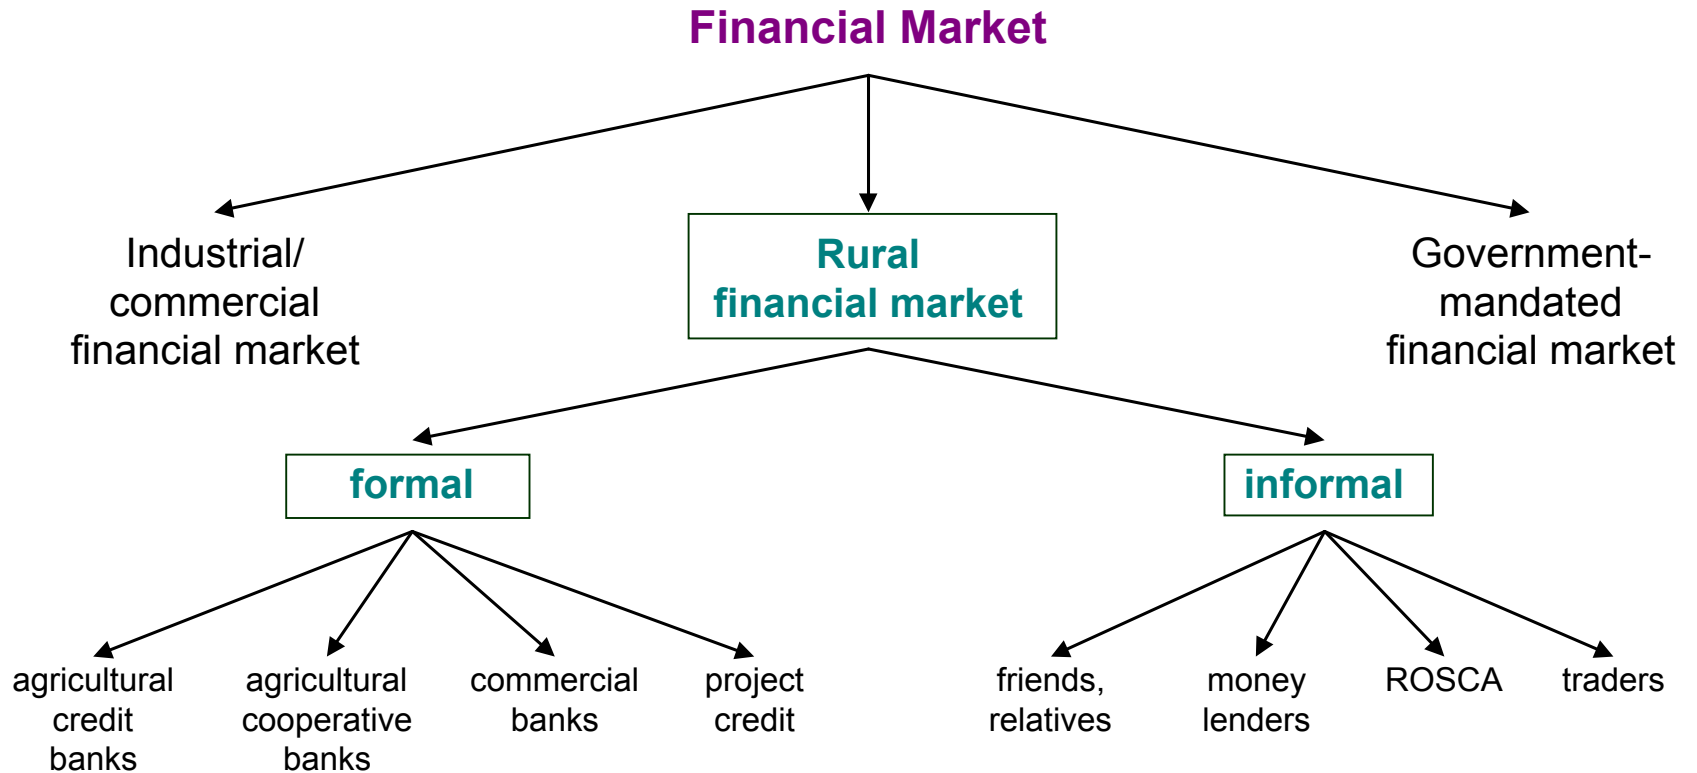 Financial Market
Industrial/
commercial
financial market
Rural
financial market
Government-
mandated
financial market
formal
informal
agricultural
credit
banks
agricultural
cooperative
banks
commercial
banks
project
credit
friends,
relatives
money
lenders
ROSCA
traders